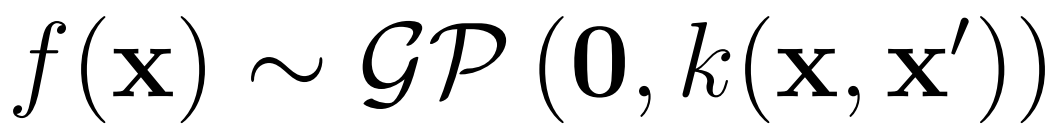 f(𝐱) ∼ 𝒢𝒫 (𝟎, k(𝐱, 𝐱′))